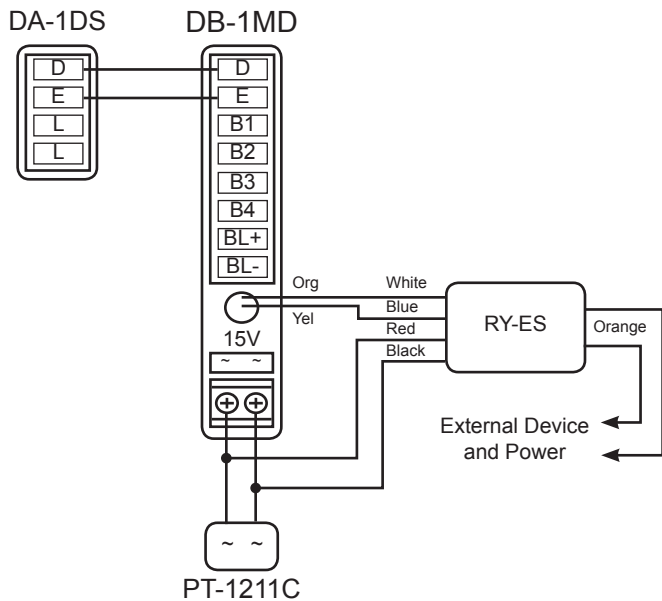 DA-1DS
DB-1MD
D
E
L
L
D
E
B1
B2
B3
B4
BL+
BL-
Org
Yel
15V
~ ~
White
Blue
Red
Black
RY-ES
Orange
External Device
and Power
~ ~
PT-1211C